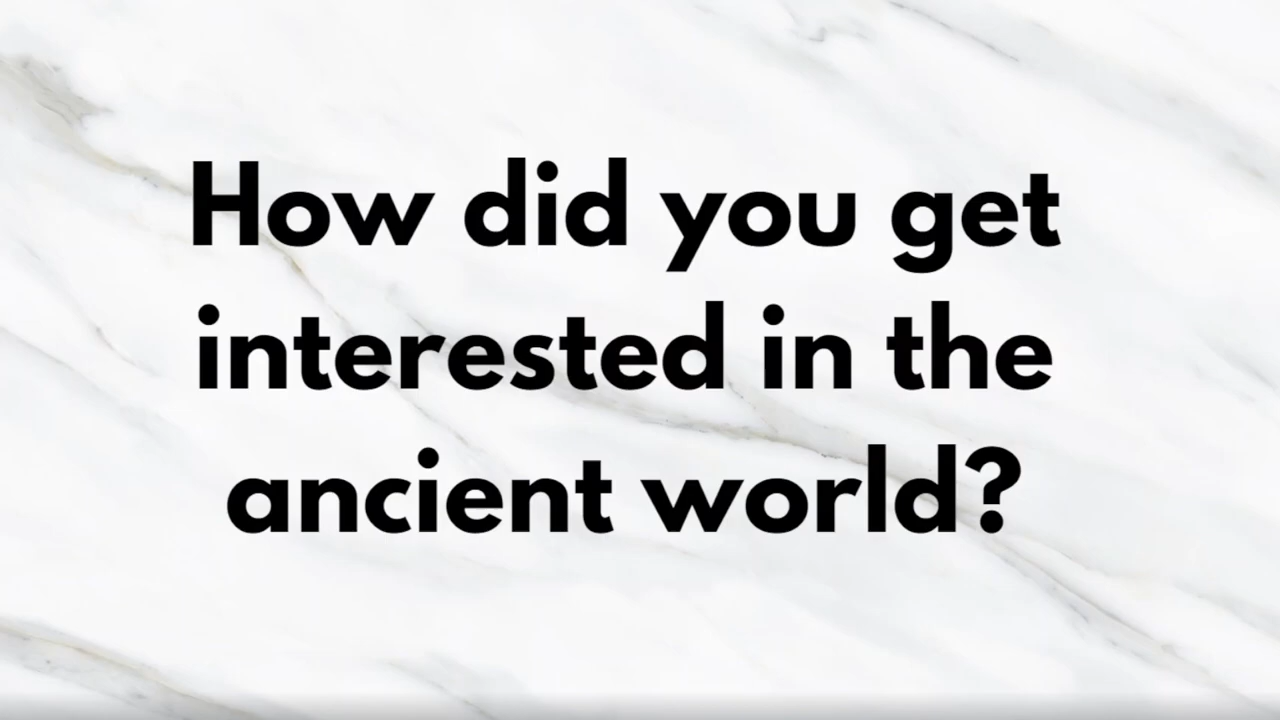 How did you get
interested in the
ancient world?